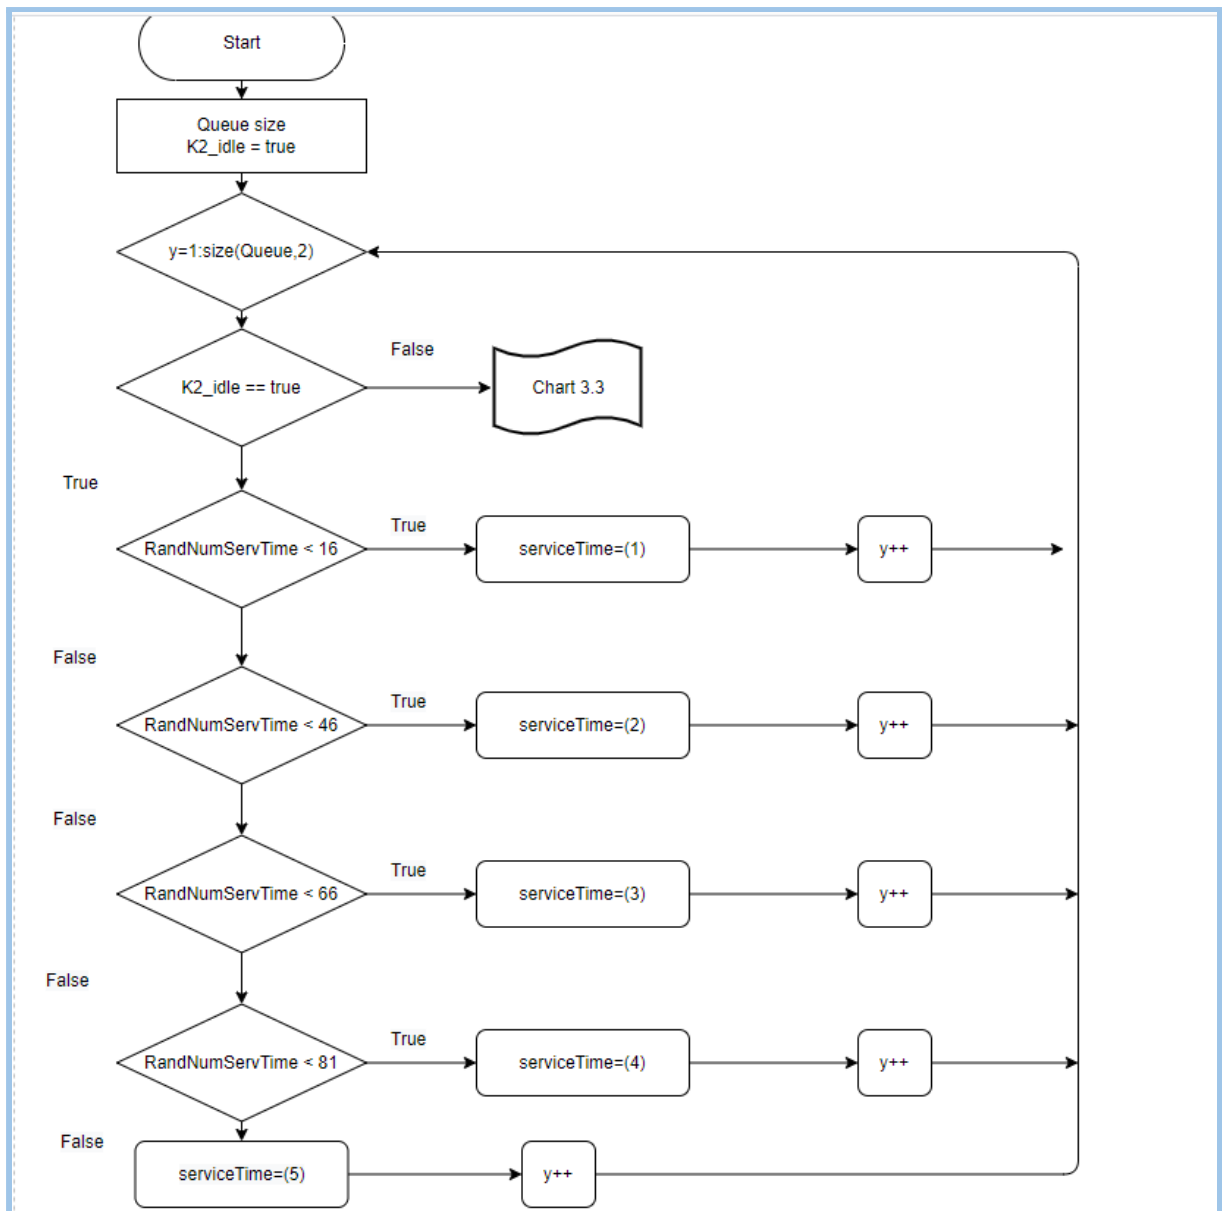 Start
Queue size
K2_idle = true
y=1:size(Queue,2)
False
K2_idle == true
Chart 3.3
True
True
RandNumServTime < 16
serviceTime=(1)
y++
False
True
RandNumServTime < 46
serviceTime=(2)
y++
False
True
RandNumServTime < 66
serviceTime=(3)
y++
False
True
RandNumServTime < 81
serviceTime=(4)
y++
False
serviceTime=(5)
y++